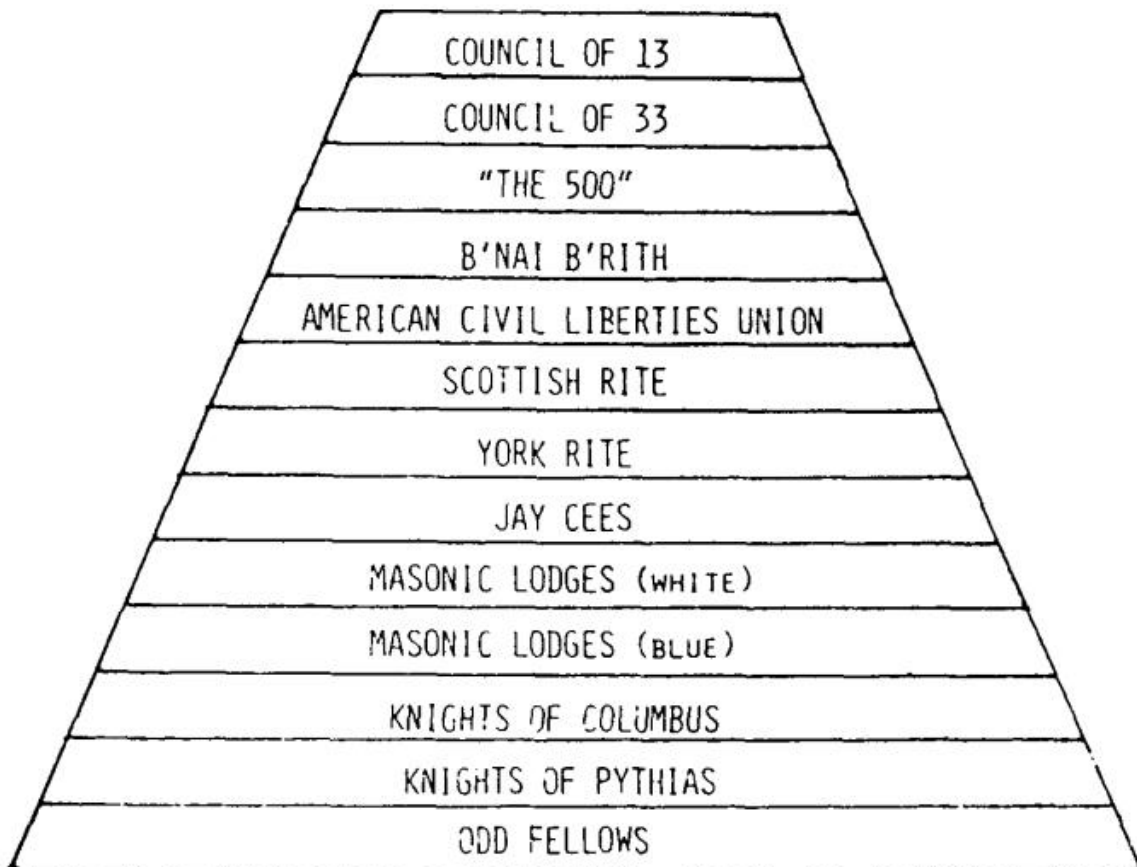 COUNCIL OF 13
COUNCIL OF 33
"THE 500"
B'NAI B'RITH
AMERICAN CIVIL LIBERTIES UNION
SCOTTISH RITE
YORK RITE
JAY CEES
MASONIC LODGES (WHITE)
MASONIC LODGES (BLUE)
KNIGHTS OF COLUMBUS
KNIGHTS OF PYTHIAS
ODD FELLOWS